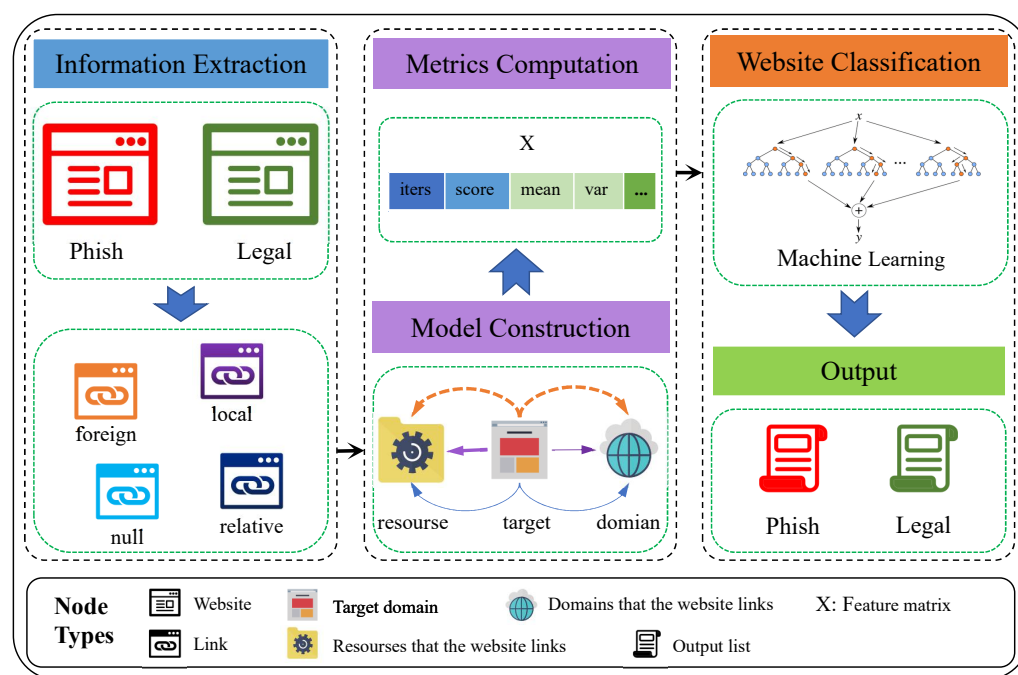 Information Extraction
Phish
Legal
foreign
local
null
relative
Metrics Computation
X
iters
score
mean
var
...
Model Construction
resourse
target
domian
Website Classification
x
...
+
y
Machine Learning
Output
Phish
Legal
Node
Types
Website
Target domain
Domains that the website links
X: Feature matrix
Link
Resourses that the website links
Output list